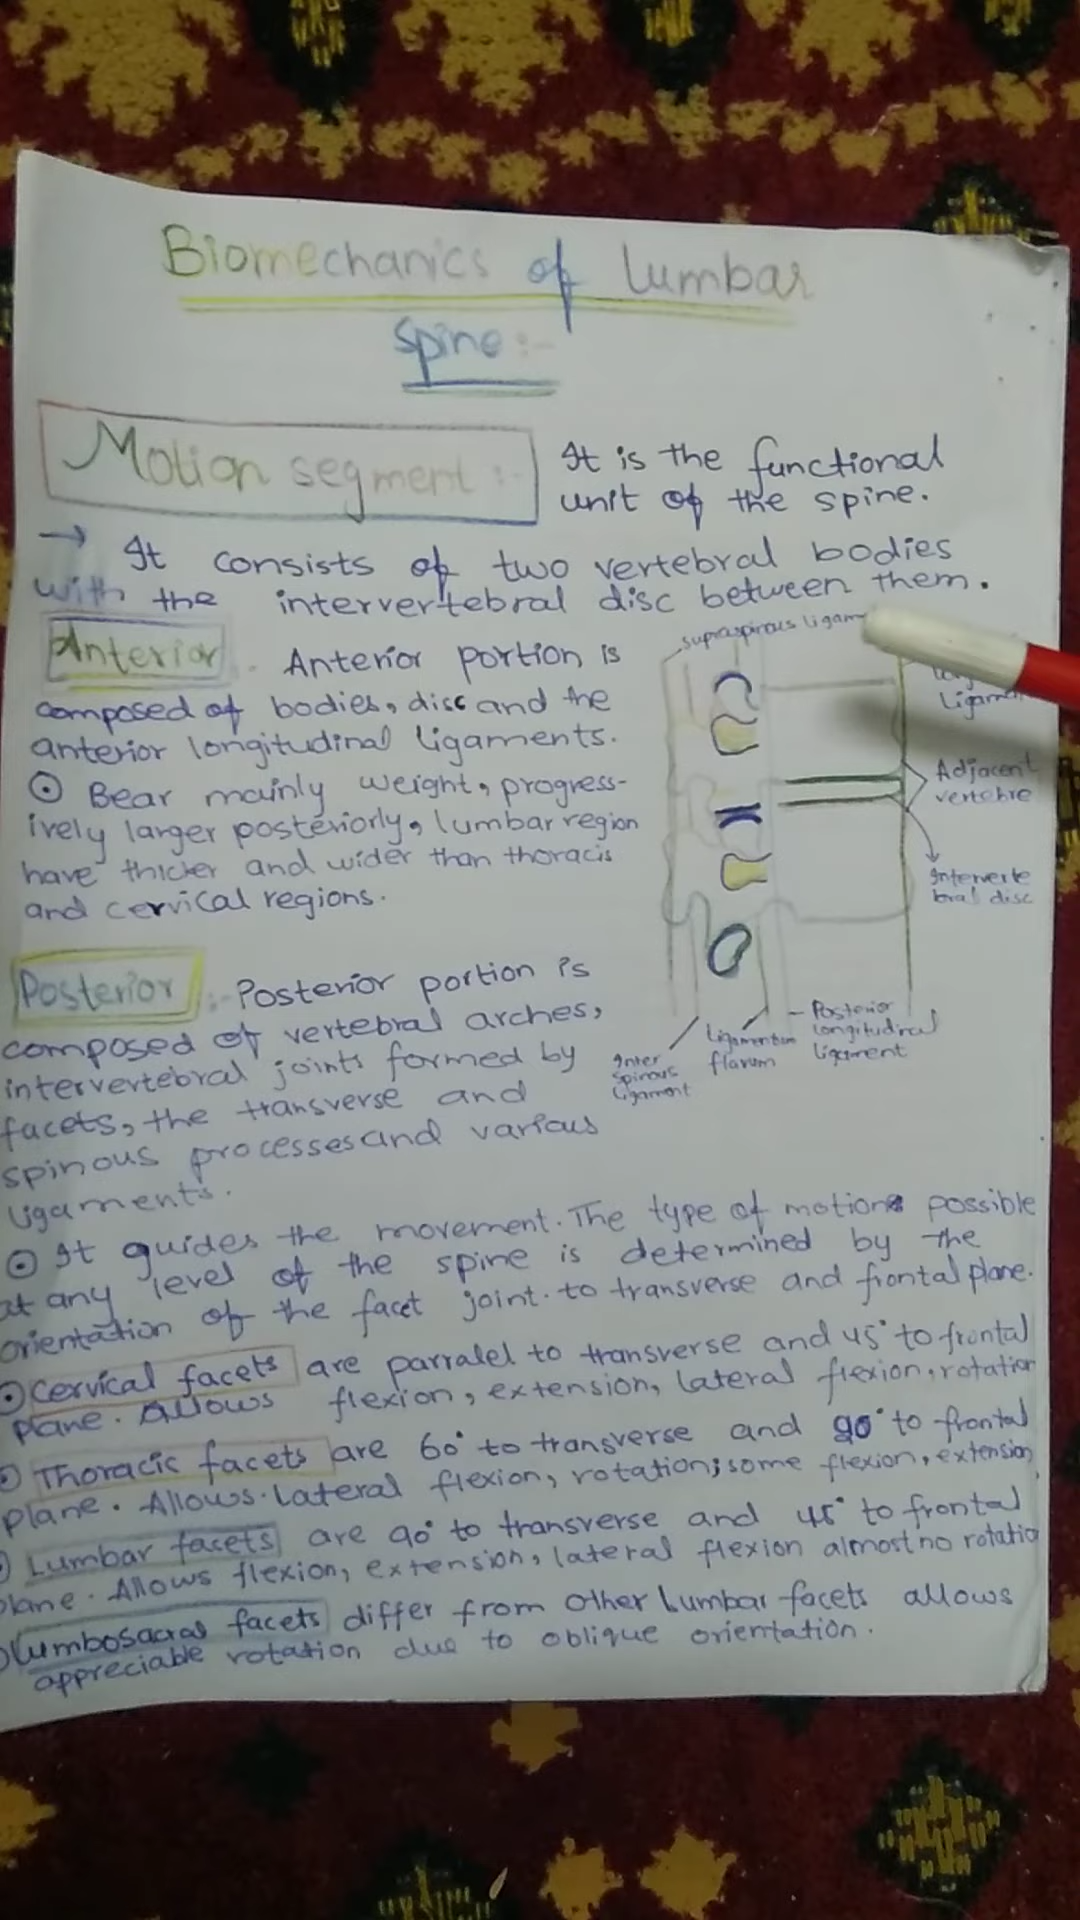 Biomechanics of Lumbar
Spine:-
Motion segment:-
It is the functional
unit of the spine.
→ It consists of two vertebral bodies
with the intervertebral disc between them.
Anterior - Anterior portion is
composed of bodies, disc and the
anterior longitudinal ligaments.
⊙ Bear mainly weight, progress-
ively larger posteriorly, lumbar region
have thicker and wider than thoracis
and cervical regions.
supraspinous Ligam
Ligamen
Adjacent
vertebre
Interverte
bral disc
Posterior
longitudinal
ligament
Ligamentum
flavum
Inter
spinous
Ligament
Posterior :- Posterior portion is
composed of vertebral arches,
intervertebral joints formed by
facets, the transverse and
spinous processes and various
ligaments.
⊙ It guides the movement. The type of motions possible
at any level of the spine is determined by the
orientation of the facet joint. to transverse and frontal plane.
⊙ Cervical facets are parralel to transverse and 45° to frontal
plane. Allows flexion, extension, Lateral flexion, rotation
⊙ Thoracic facets are 60° to transverse and 90° to frontal
plane. Allows. Lateral flexion, rotation; some flexion, extension
Lumbar facets are 90° to transverse and 45° to frontal
plane. Allows flexion, extension, lateral flexion almost no rotatio
Lumbosacral facets differ from other Lumbar facets allows
appreciable rotation due to oblique orientation.